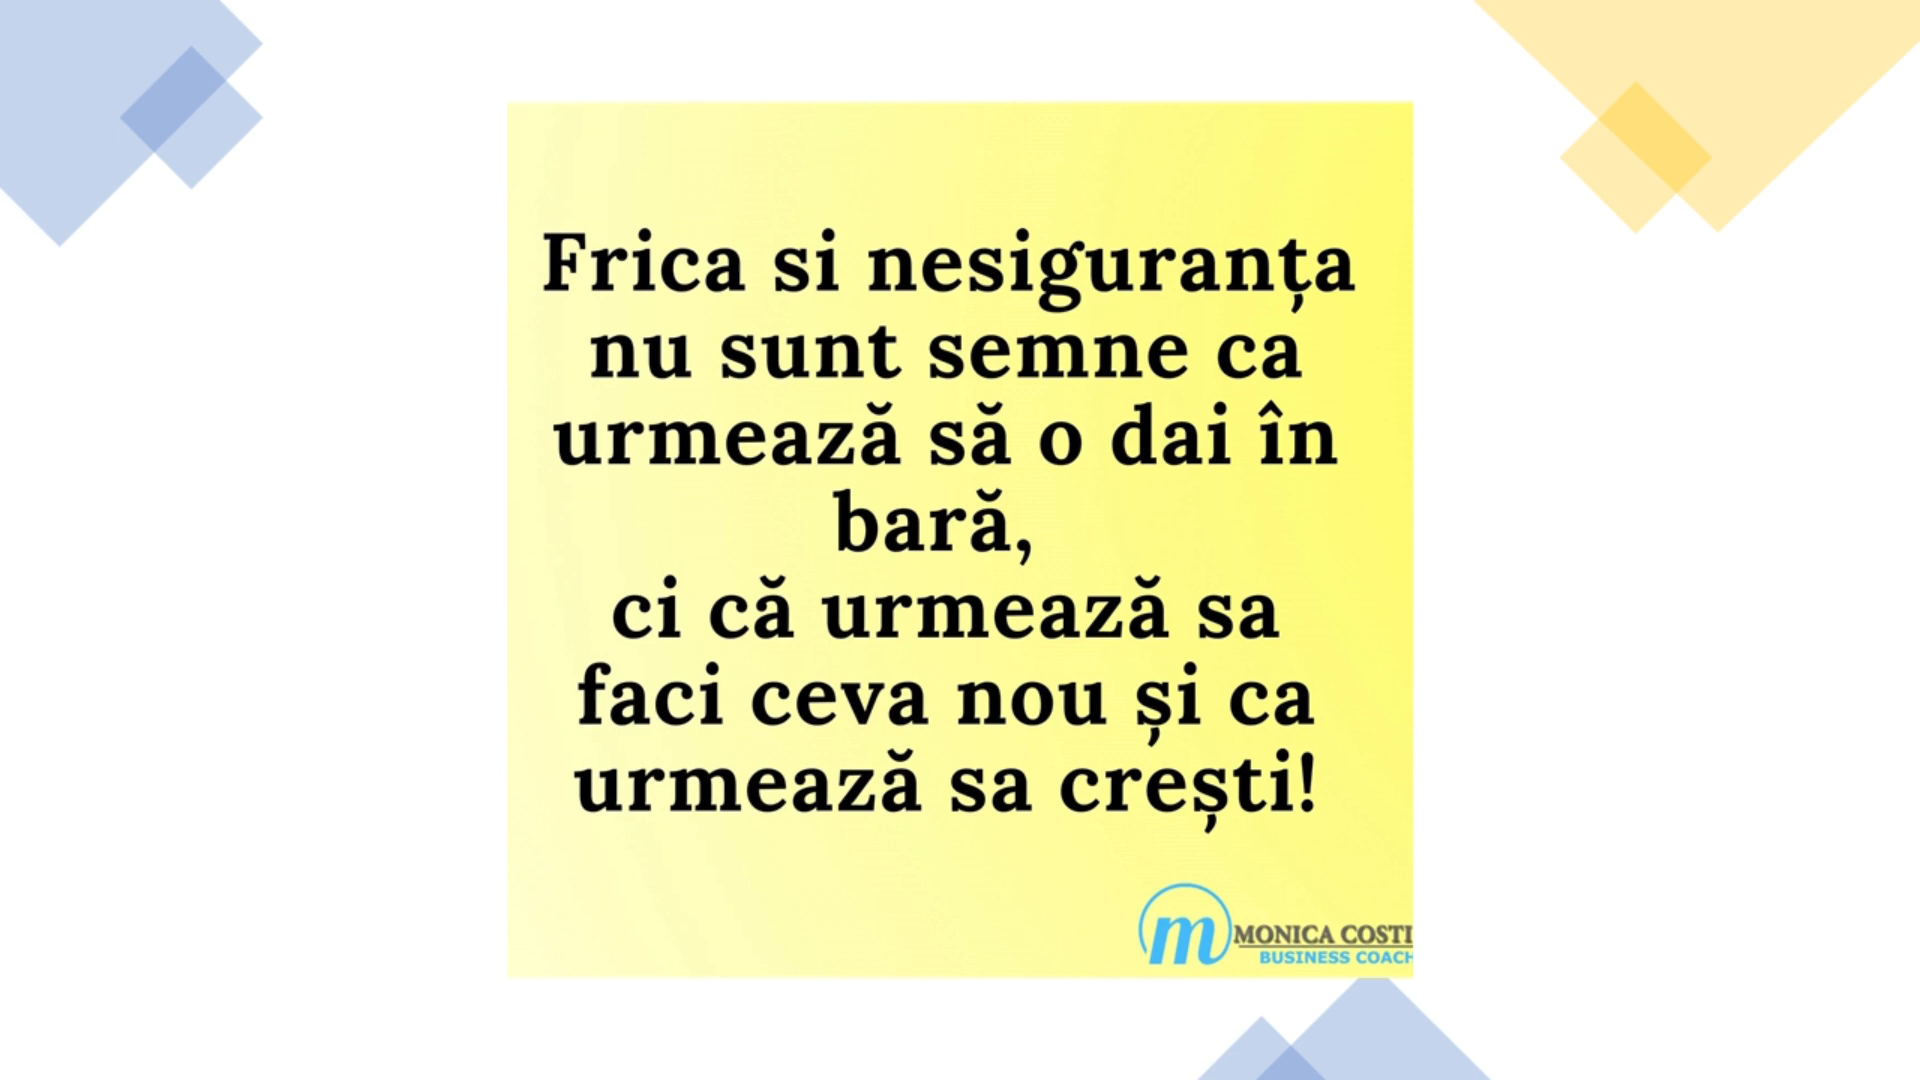 Frica si nesiguranța
nu sunt semne ca
urmează să o dai în
bară,
ci că urmează sa
faci ceva nou și ca
urmează sa crești!
m
MONICA COSTI
BUSINESS COACH